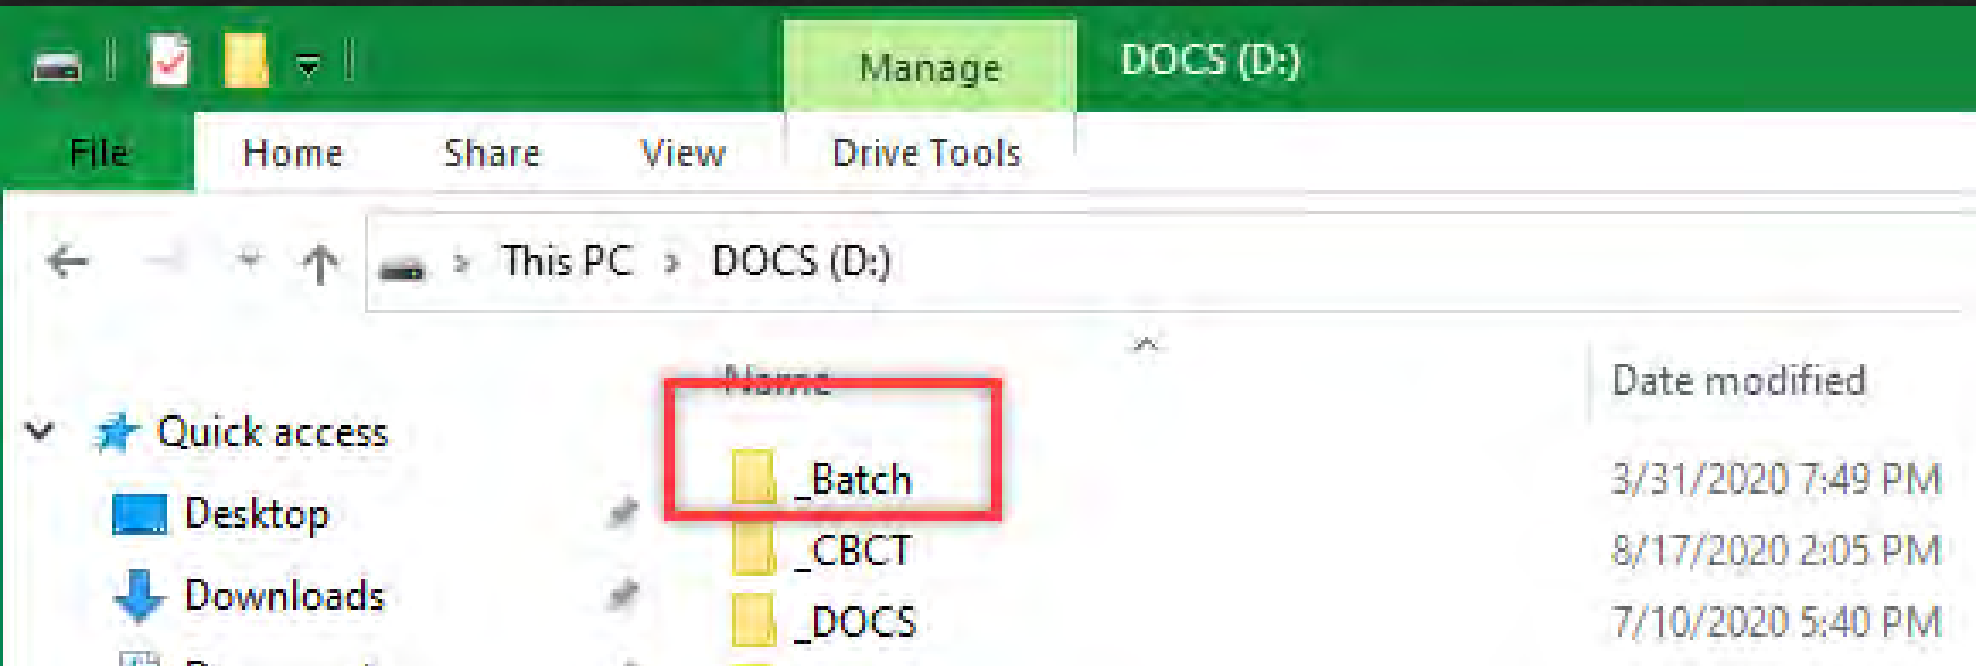 Manage DOCS (D:)
File Home Share View Drive Tools
This PC > DOCS (D:)
Name Date modified
Quick access
_Batch 3/31/2020 7:49 PM
Desktop
_CBCT 8/17/2020 2:05 PM
Downloads
_DOCS 7/10/2020 5:40 PM